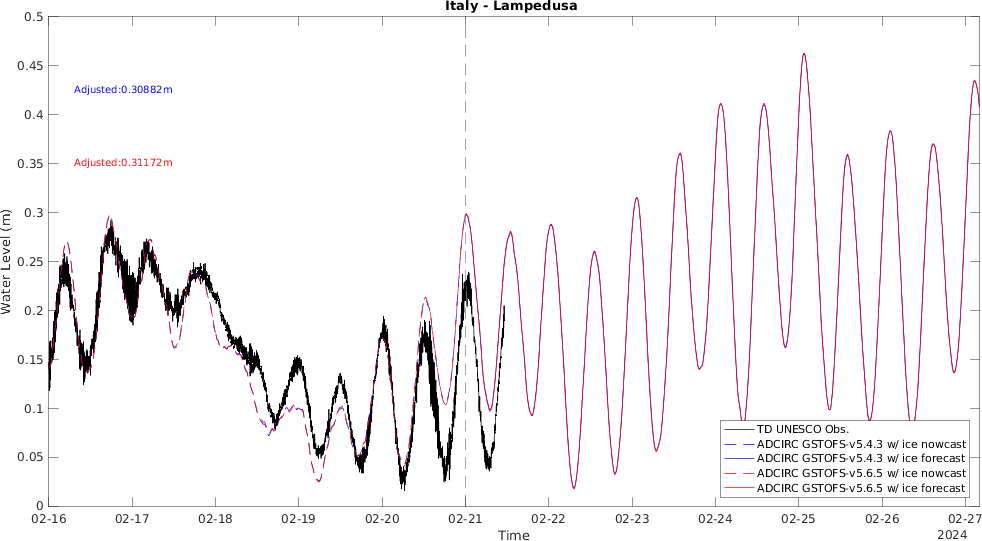 Italy - Lampedusa
0.5
0.45
0.4
0.35
0.3
0.25
0.2
0.15
0.1
0.05
0
Water Level (m)
Adjusted:0.30882m
Adjusted:0.31172m
TD UNESCO Obs.
ADCIRC GSTOFS-v5.4.3 w/ ice nowcast
ADCIRC GSTOFS-v5.4.3 w/ ice forecast
ADCIRC GSTOFS-v5.6.5 w/ ice nowcast
ADCIRC GSTOFS-v5.6.5 w/ ice forecast
02-16 02-17 02-18 02-19 02-20 02-21 02-22 02-23 02-24 02-25 02-26 02-27
Time
2024